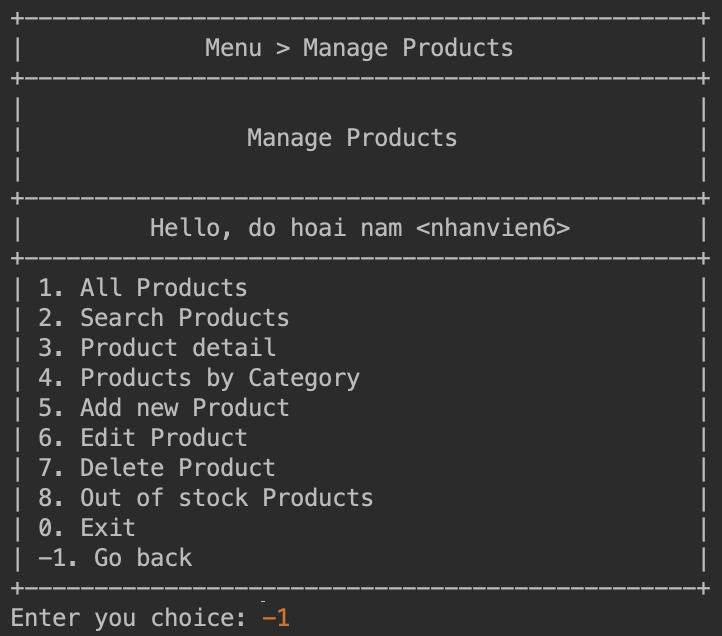 Menu > Manage Products
Manage Products
Hello, do hoai nam <nhanvien6>
1. All Products
2. Search Products
3. Product detail
4. Products by Category
5. Add new Product
6. Edit Product
7. Delete Product
8. Out of stock Products
0. Exit
-1. Go back
Enter you choice: -1